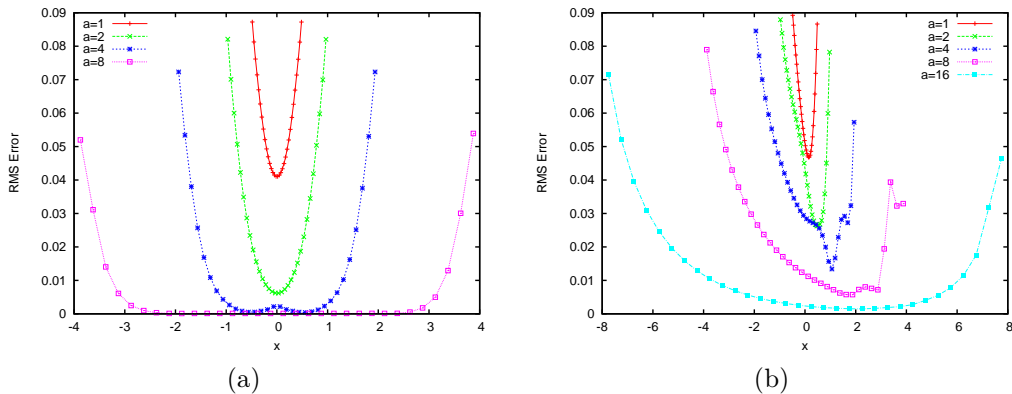 a=1
a=2
a=4
a=8
RMS Error
0.09
0.08
0.07
0.06
0.05
0.04
0.03
0.02
0.01
0
-4 -3 -2 -1 0 1 2 3 4
x
(a)
a=1
a=2
a=4
a=8
a=16
RMS Error
0.09
0.08
0.07
0.06
0.05
0.04
0.03
0.02
0.01
0
-8 -6 -4 -2 0 2 4 6 8
x
(b)